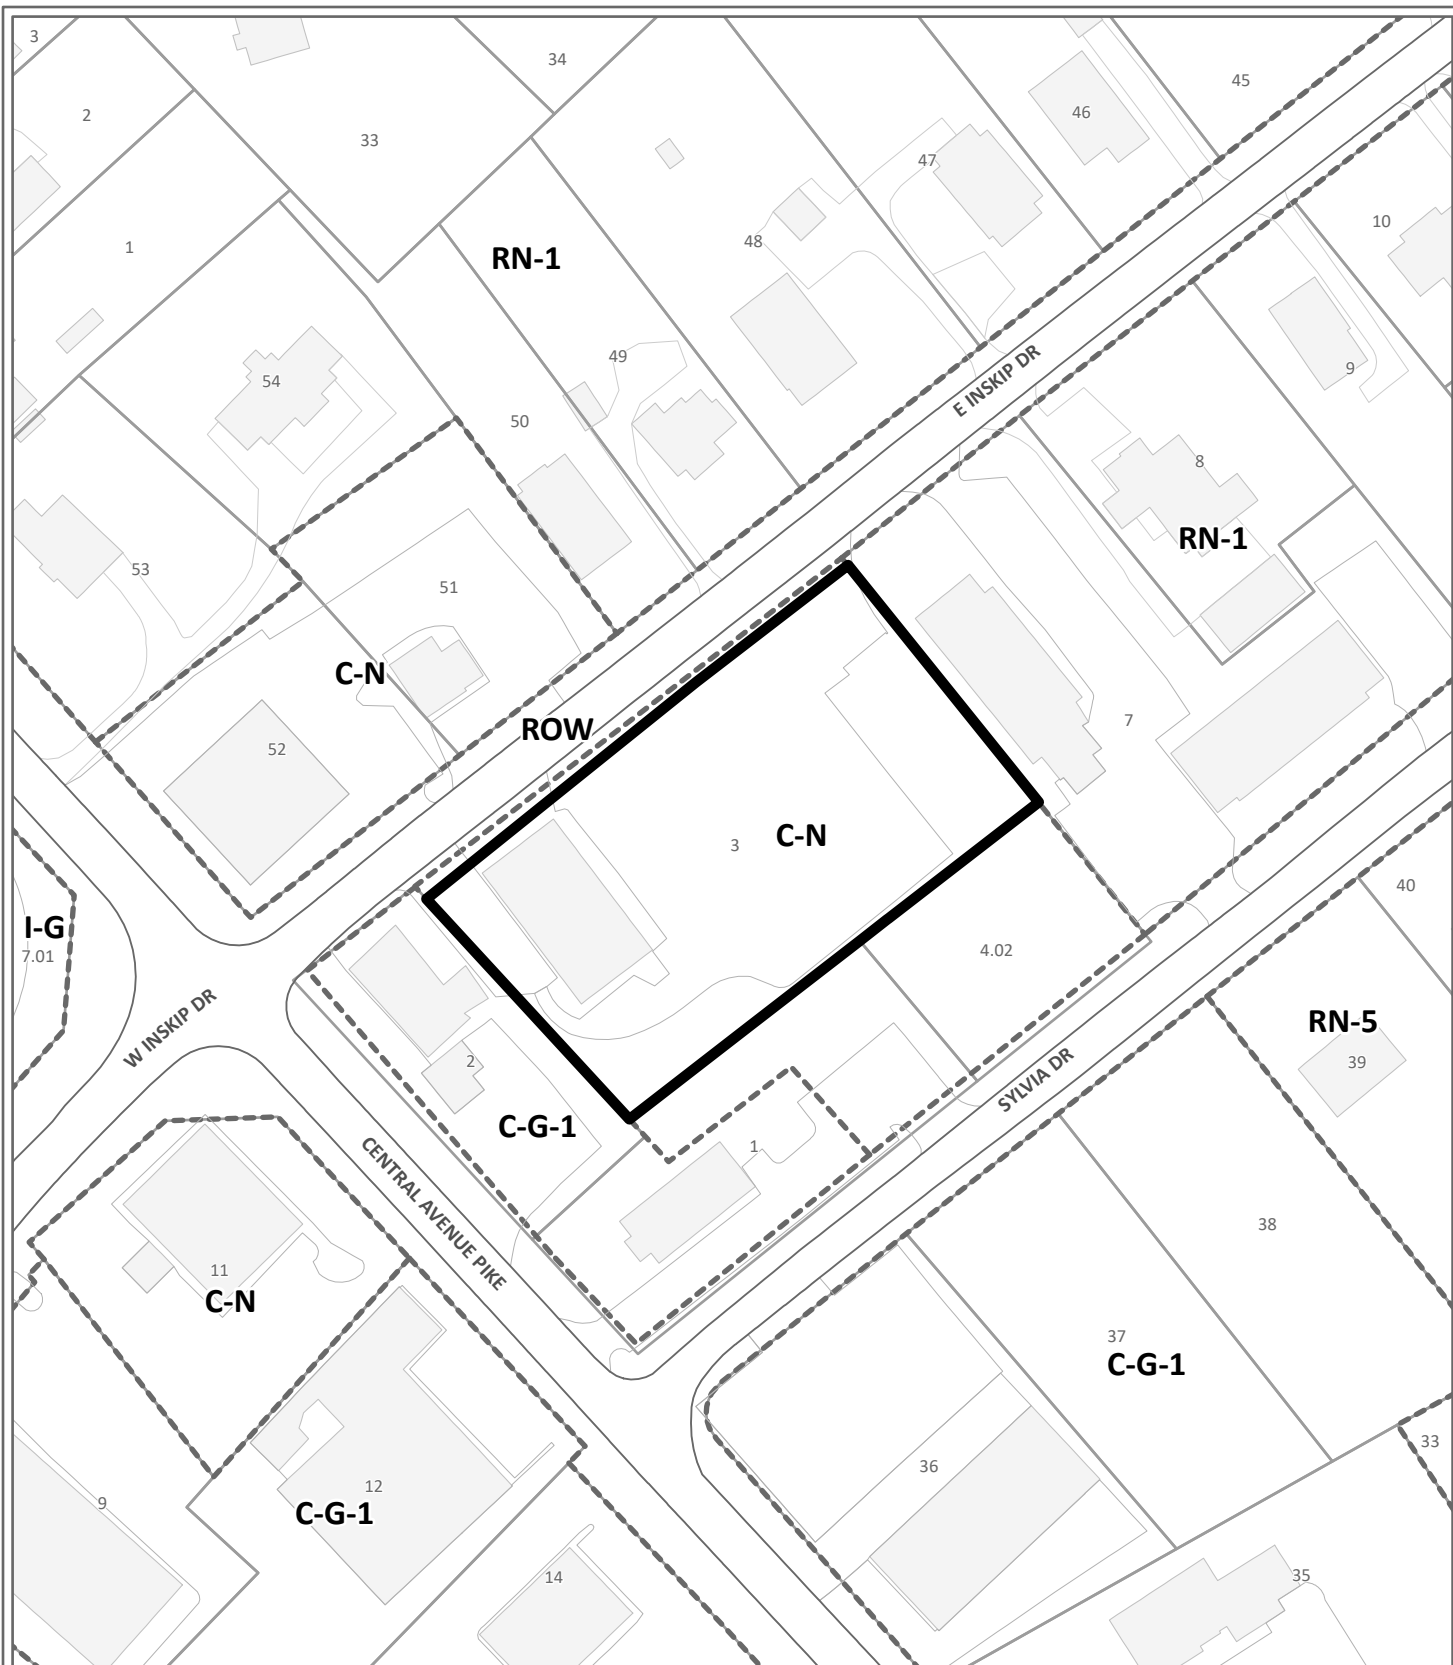 3
34
2
33
46
45
47
1
RN-1
48
10
49
54
E INSKIP DR
9
50
8
RN-1
53
51
C-N
ROW
52
7
3
C-N
40
I-G
7.01
4.02
W INSKIP DR
RN-5
39
2
SYLVIA DR
C-G-1
1
CENTRAL AVENUE PIKE
38
11
C-N
37
C-G-1
33
36
12
9
C-G-1
14
35